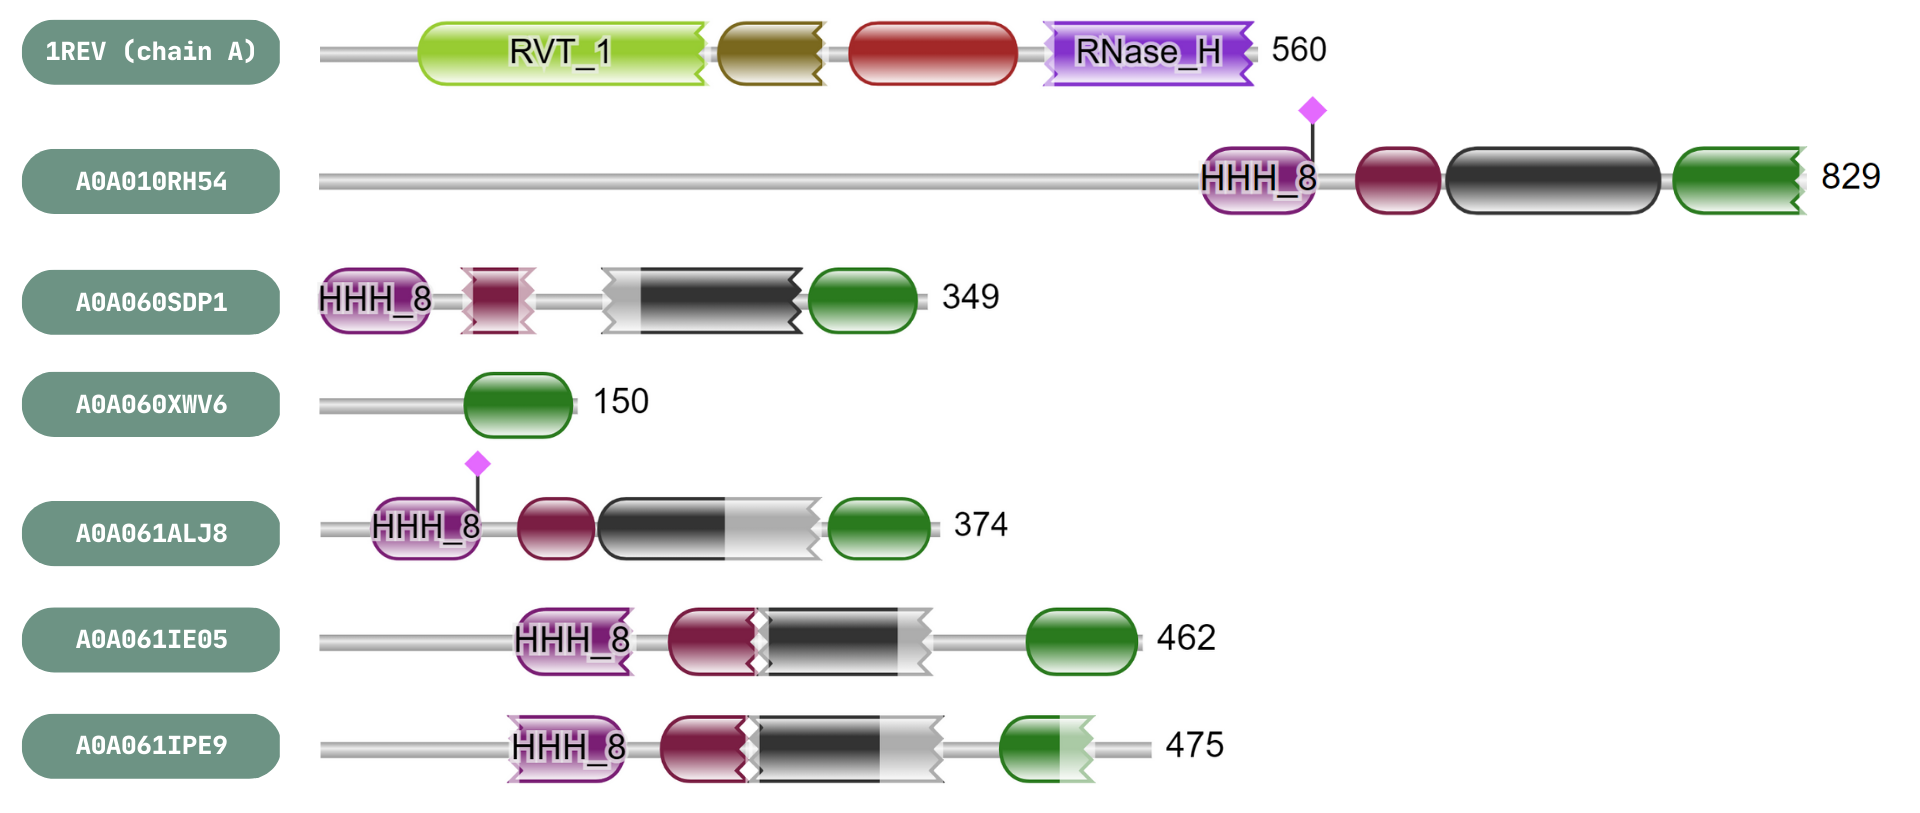 1REV (chain A) RVT_1 RNase_H 560
A0A010RH54 HHH_8 829
A0A060SDP1 HHH_8 349
A0A060XWV6 150
A0A061ALJ8 HHH_8 374
A0A061IE05 HHH_8 462
A0A061IPE9 HHH_8 475